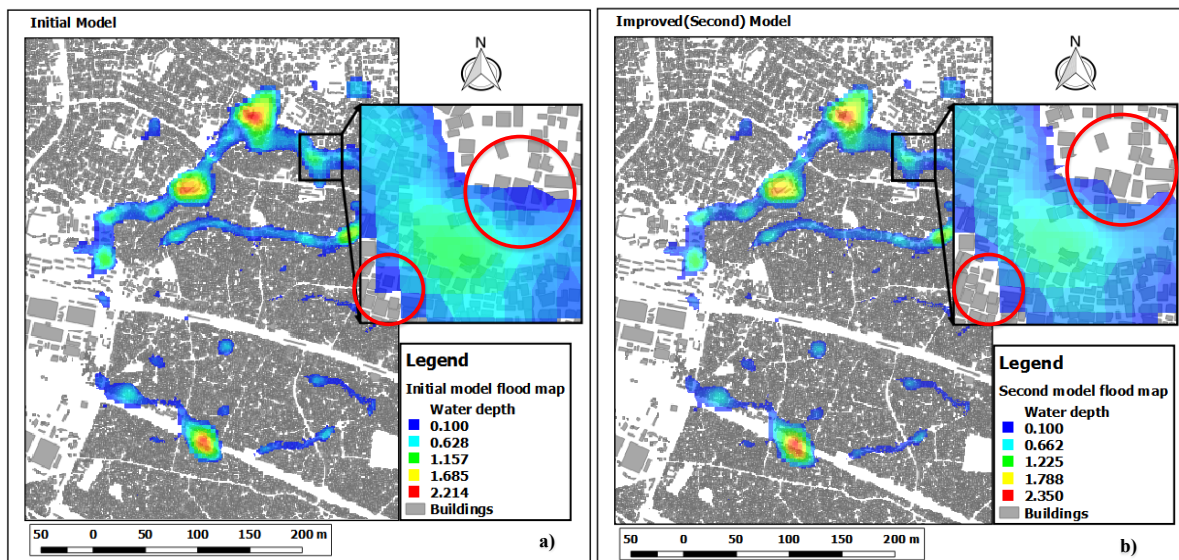 Initial Model
N
Legend
Initial model flood map
Water depth
0.100
0.628
1.157
1.685
2.214
Buildings
50 0 50 100 150 200 m
a)
Improved(Second) Model
N
Legend
Second model flood map
Water depth
0.100
0.662
1.225
1.788
2.350
Buildings
50 0 50 100 150 200 m
b)